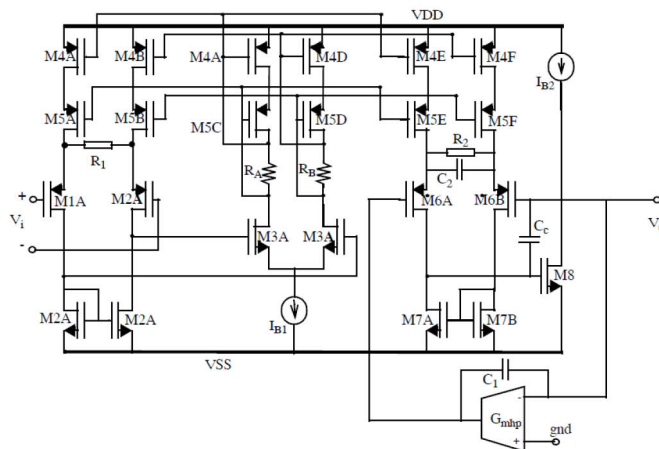 VDD
M4A
M4B
M4A
M4D
M4E
M4F
IB2
M5A
M5B
M5C
M5D
M5E
M5F
R1
R2
C2
RA
RB
+
Vi
-
M1A
M2A
M6A
M6B
Cc
M3A
M3A
M8
IB1
M2A
M2A
M7A
M7B
VSS
C1
-
Gmhp
+
gnd